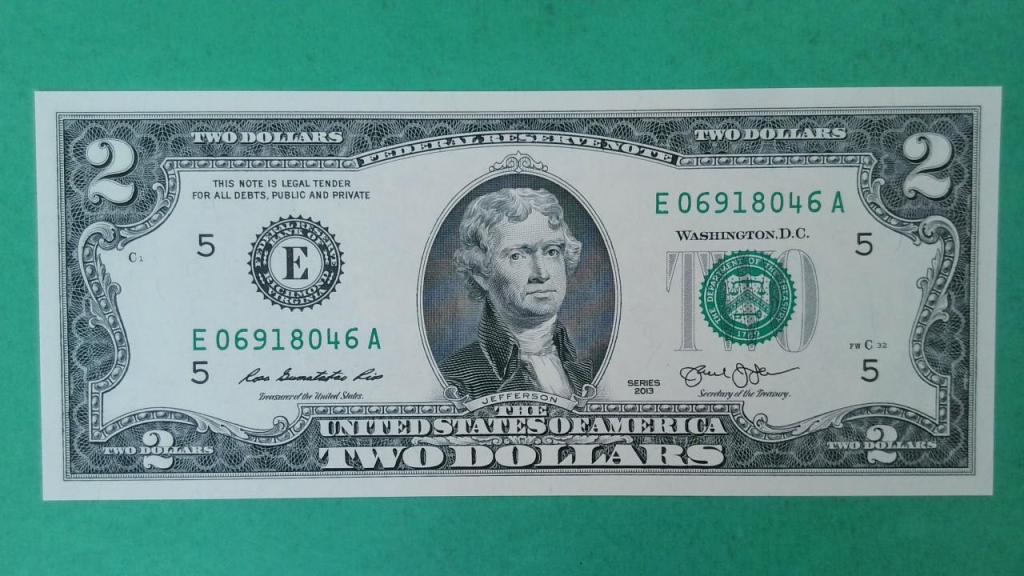 TWO DOLLARS
FEDERAL RESERVE NOTE
TWO DOLLARS
2
2
THIS NOTE IS LEGAL TENDER
FOR ALL DEBTS, PUBLIC AND PRIVATE
E 06918046 A
WASHINGTON, D.C.
5
5
C1
E
TWO
E 06918046 A
FW C 32
5
5
Treasurer of the United States.
SERIES
2013
Secretary of the Treasury.
JEFFERSON
THE
UNITED STATES OF AMERICA
TWO DOLLARS
2
TWO DOLLARS
TWO DOLLARS
2